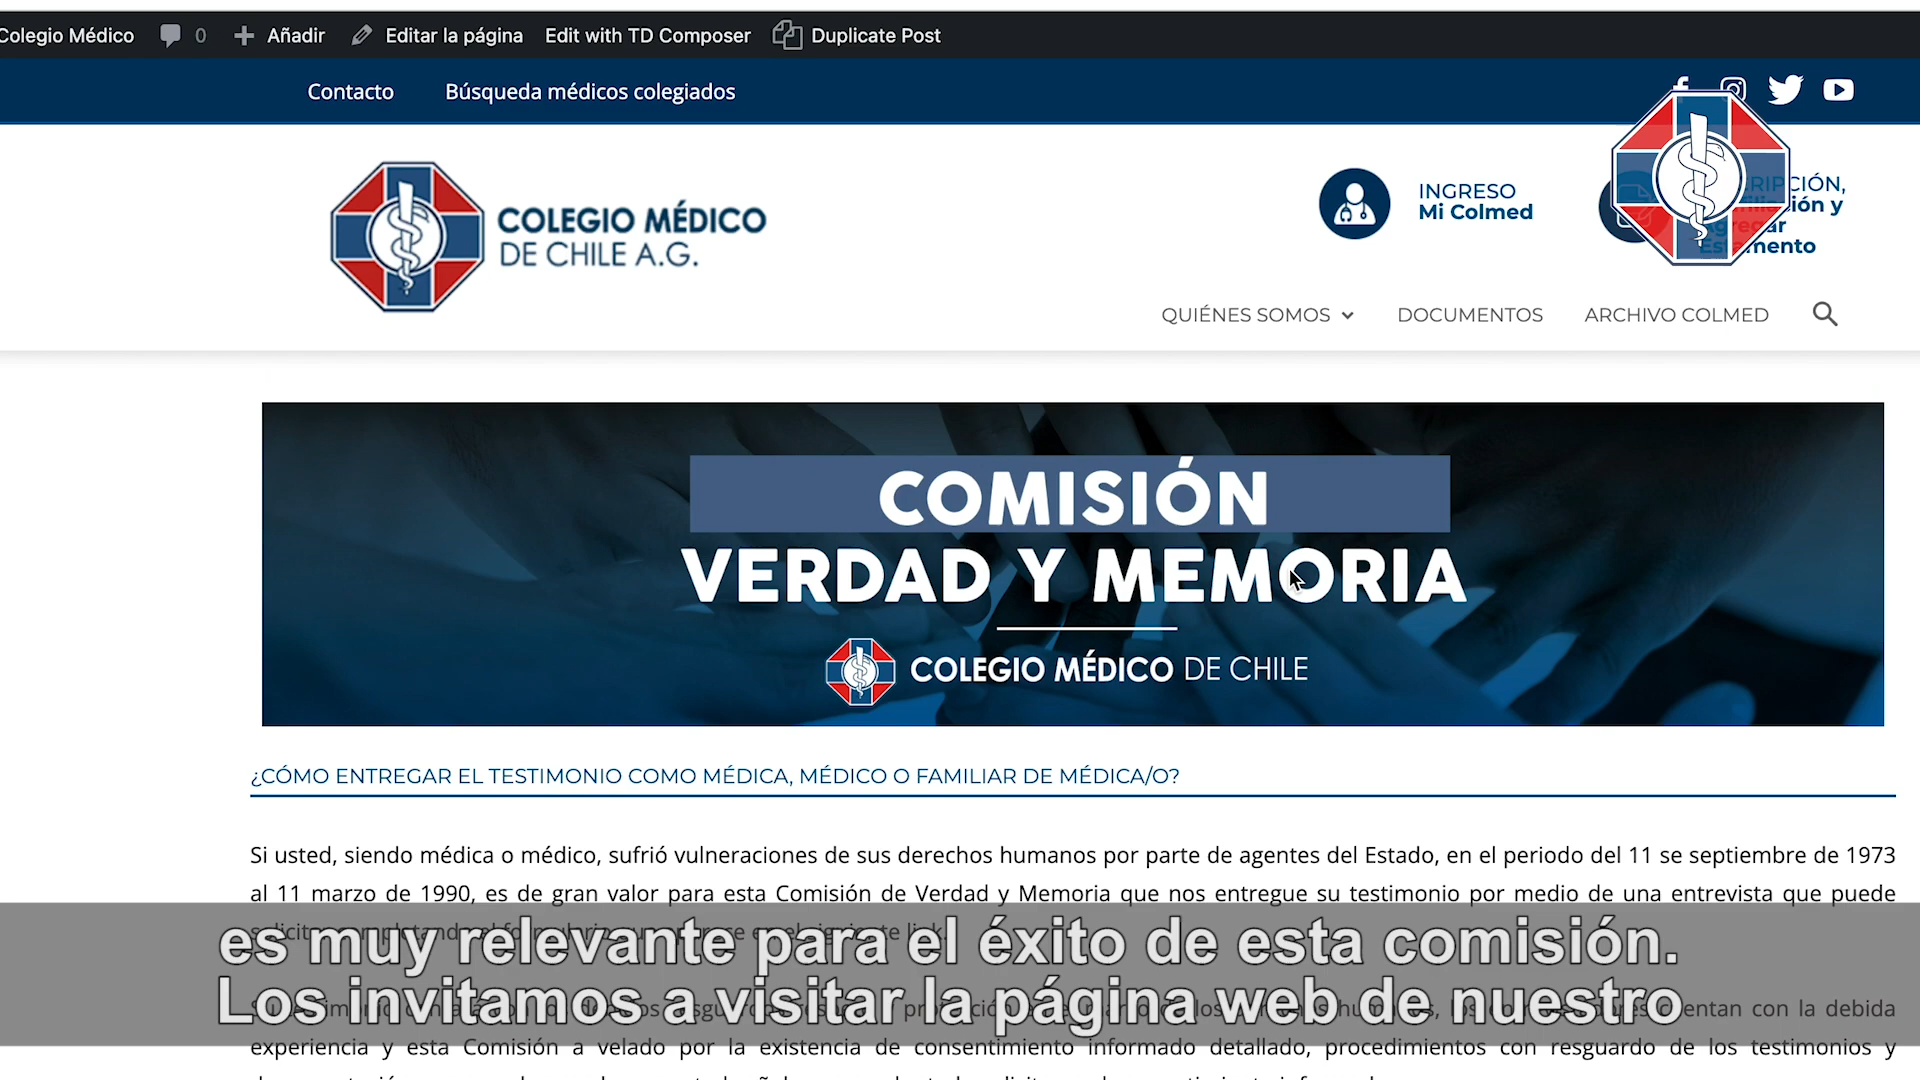 Colegio Médico 0 Añadir Editar la página Edit with TD Composer Duplicate Post
Contacto Búsqueda médicos colegiados
COLEGIO MÉDICO
DE CHILE A.G.
INGRESO
Mi Colmed
Estamento
QUIÉNES SOMOS DOCUMENTOS ARCHIVO COLMED
COMISIÓN
VERDAD Y MEMORIA
COLEGIO MÉDICO DE CHILE
¿CÓMO ENTREGAR EL TESTIMONIO COMO MÉDICA, MÉDICO O FAMILIAR DE MÉDICA/O?
Si usted, siendo médica o médico, sufrió vulneraciones de sus derechos humanos por parte de agentes del Estado, en el periodo del 11 se septiembre de 1973
al 11 marzo de 1990, es de gran valor para esta Comisión de Verdad y Memoria que nos entregue su testimonio por medio de una entrevista que puede
es muy relevante para el éxito de esta comisión.
Los invitamos a visitar la página web de nuestro
con la debida
experiencia y esta Comisión a velado por la existencia de consentimiento informado detallado, procedimientos con resguardo de los testimonios y